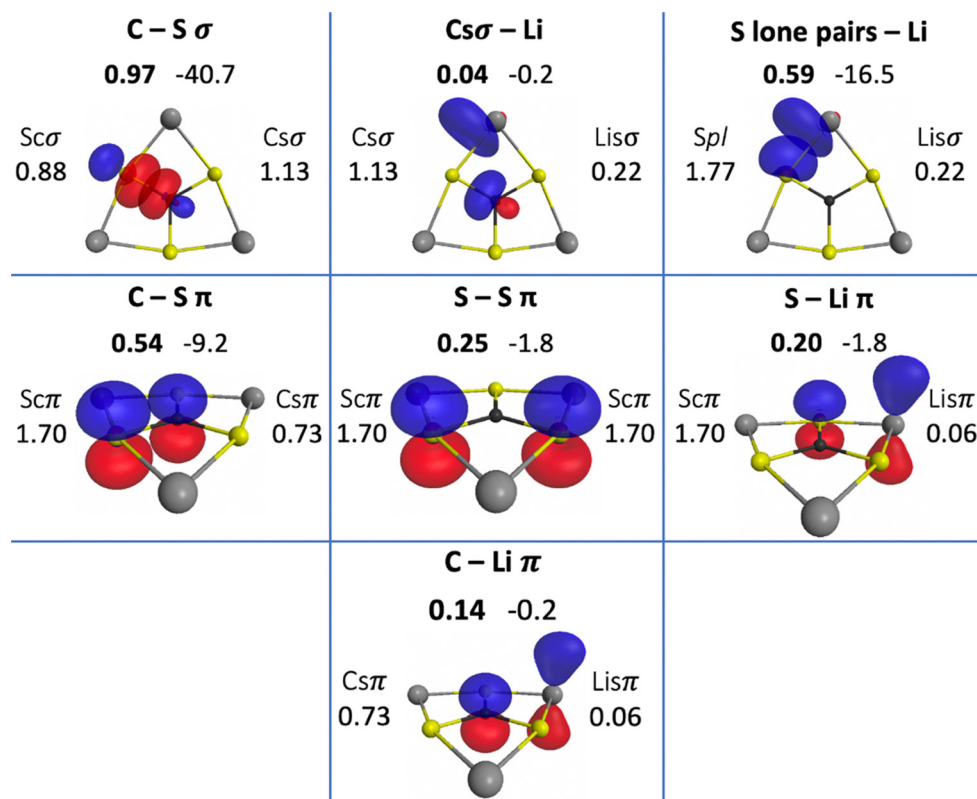 C – S σ
0.97 -40.7
Scσ
0.88
Csσ
1.13
Csσ – Li
0.04 -0.2
Csσ
1.13
Lisσ
0.22
S lone pairs – Li
0.59 -16.5
Spl
1.77
Lisσ
0.22
C – S π
0.54 -9.2
Scπ
1.70
Csπ
0.73
S – S π
0.25 -1.8
Scπ
1.70
Scπ
1.70
S – Li π
0.20 -1.8
Scπ
1.70
Lisπ
0.06
C – Li π
0.14 -0.2
Csπ
0.73
Lisπ
0.06